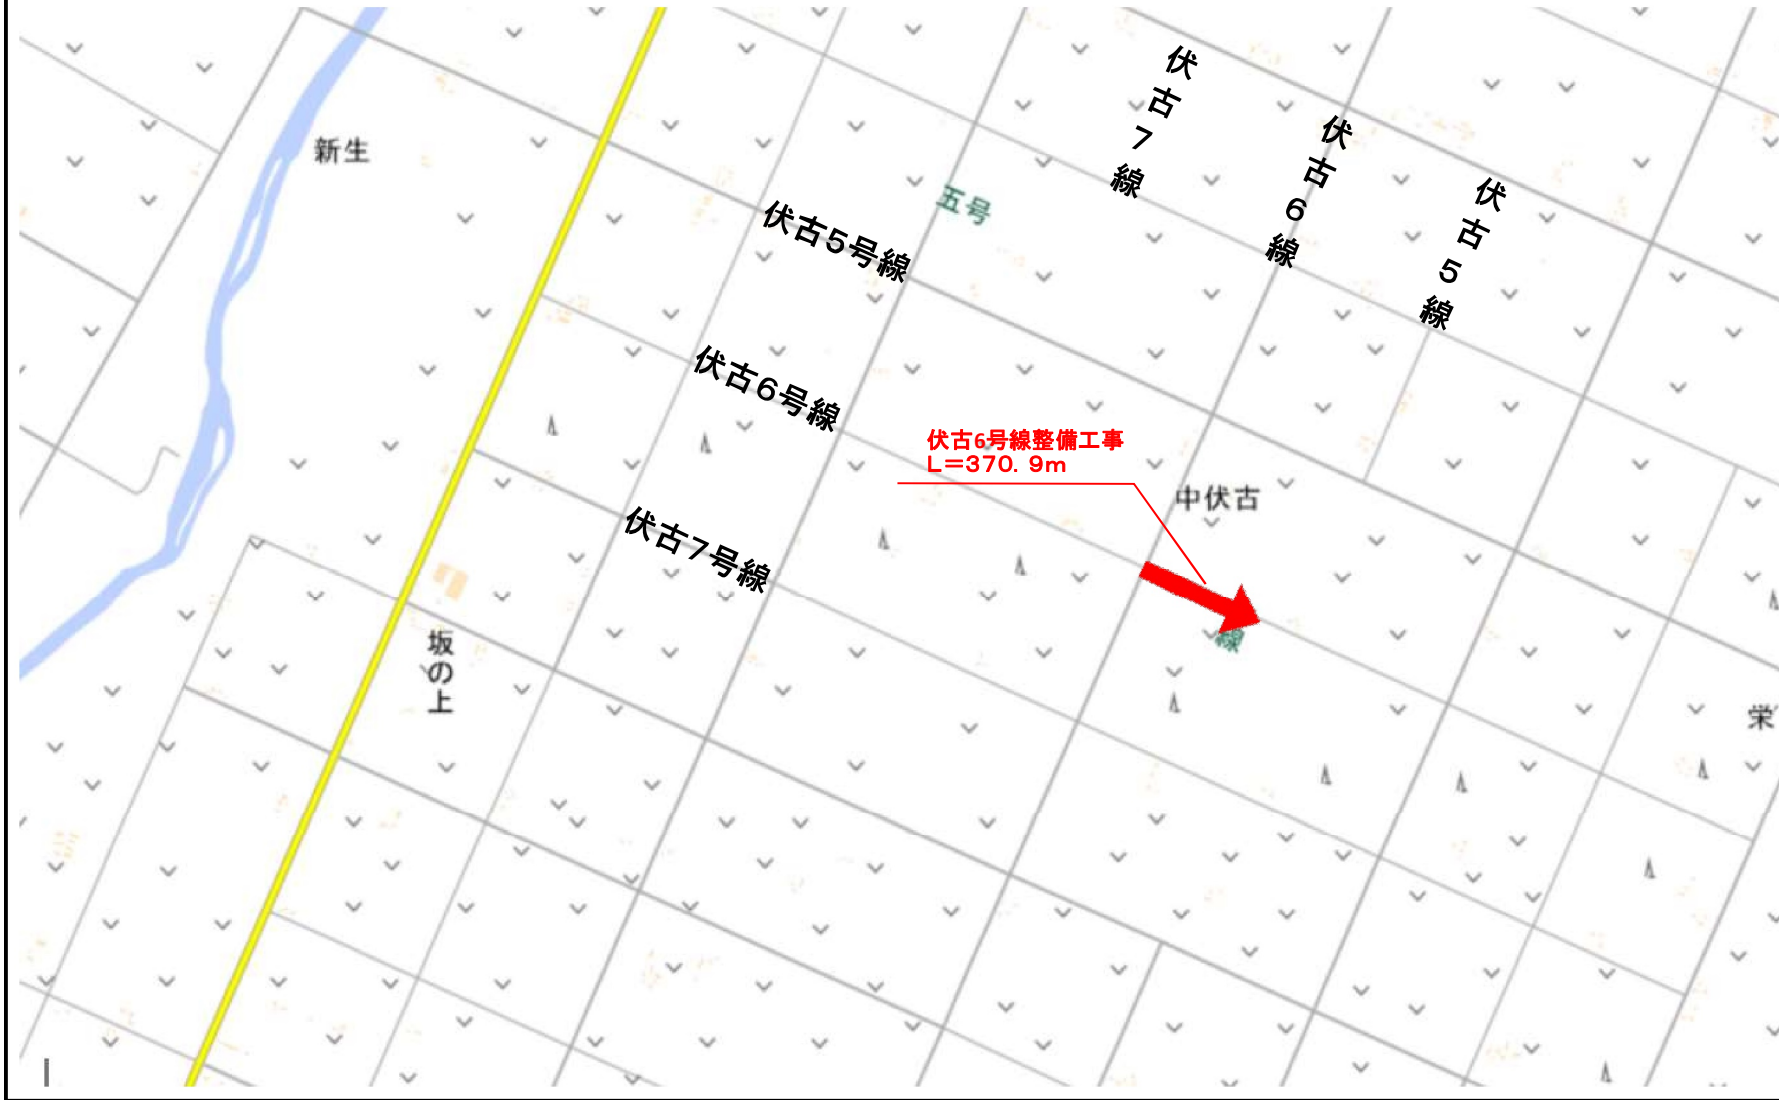 伏古7線
伏古6線
新生
伏古5線
五号
伏古5号線
伏古6号線
伏古6号線整備工事
L=370.9m
中伏古
伏古7号線
線
坂の上
栄